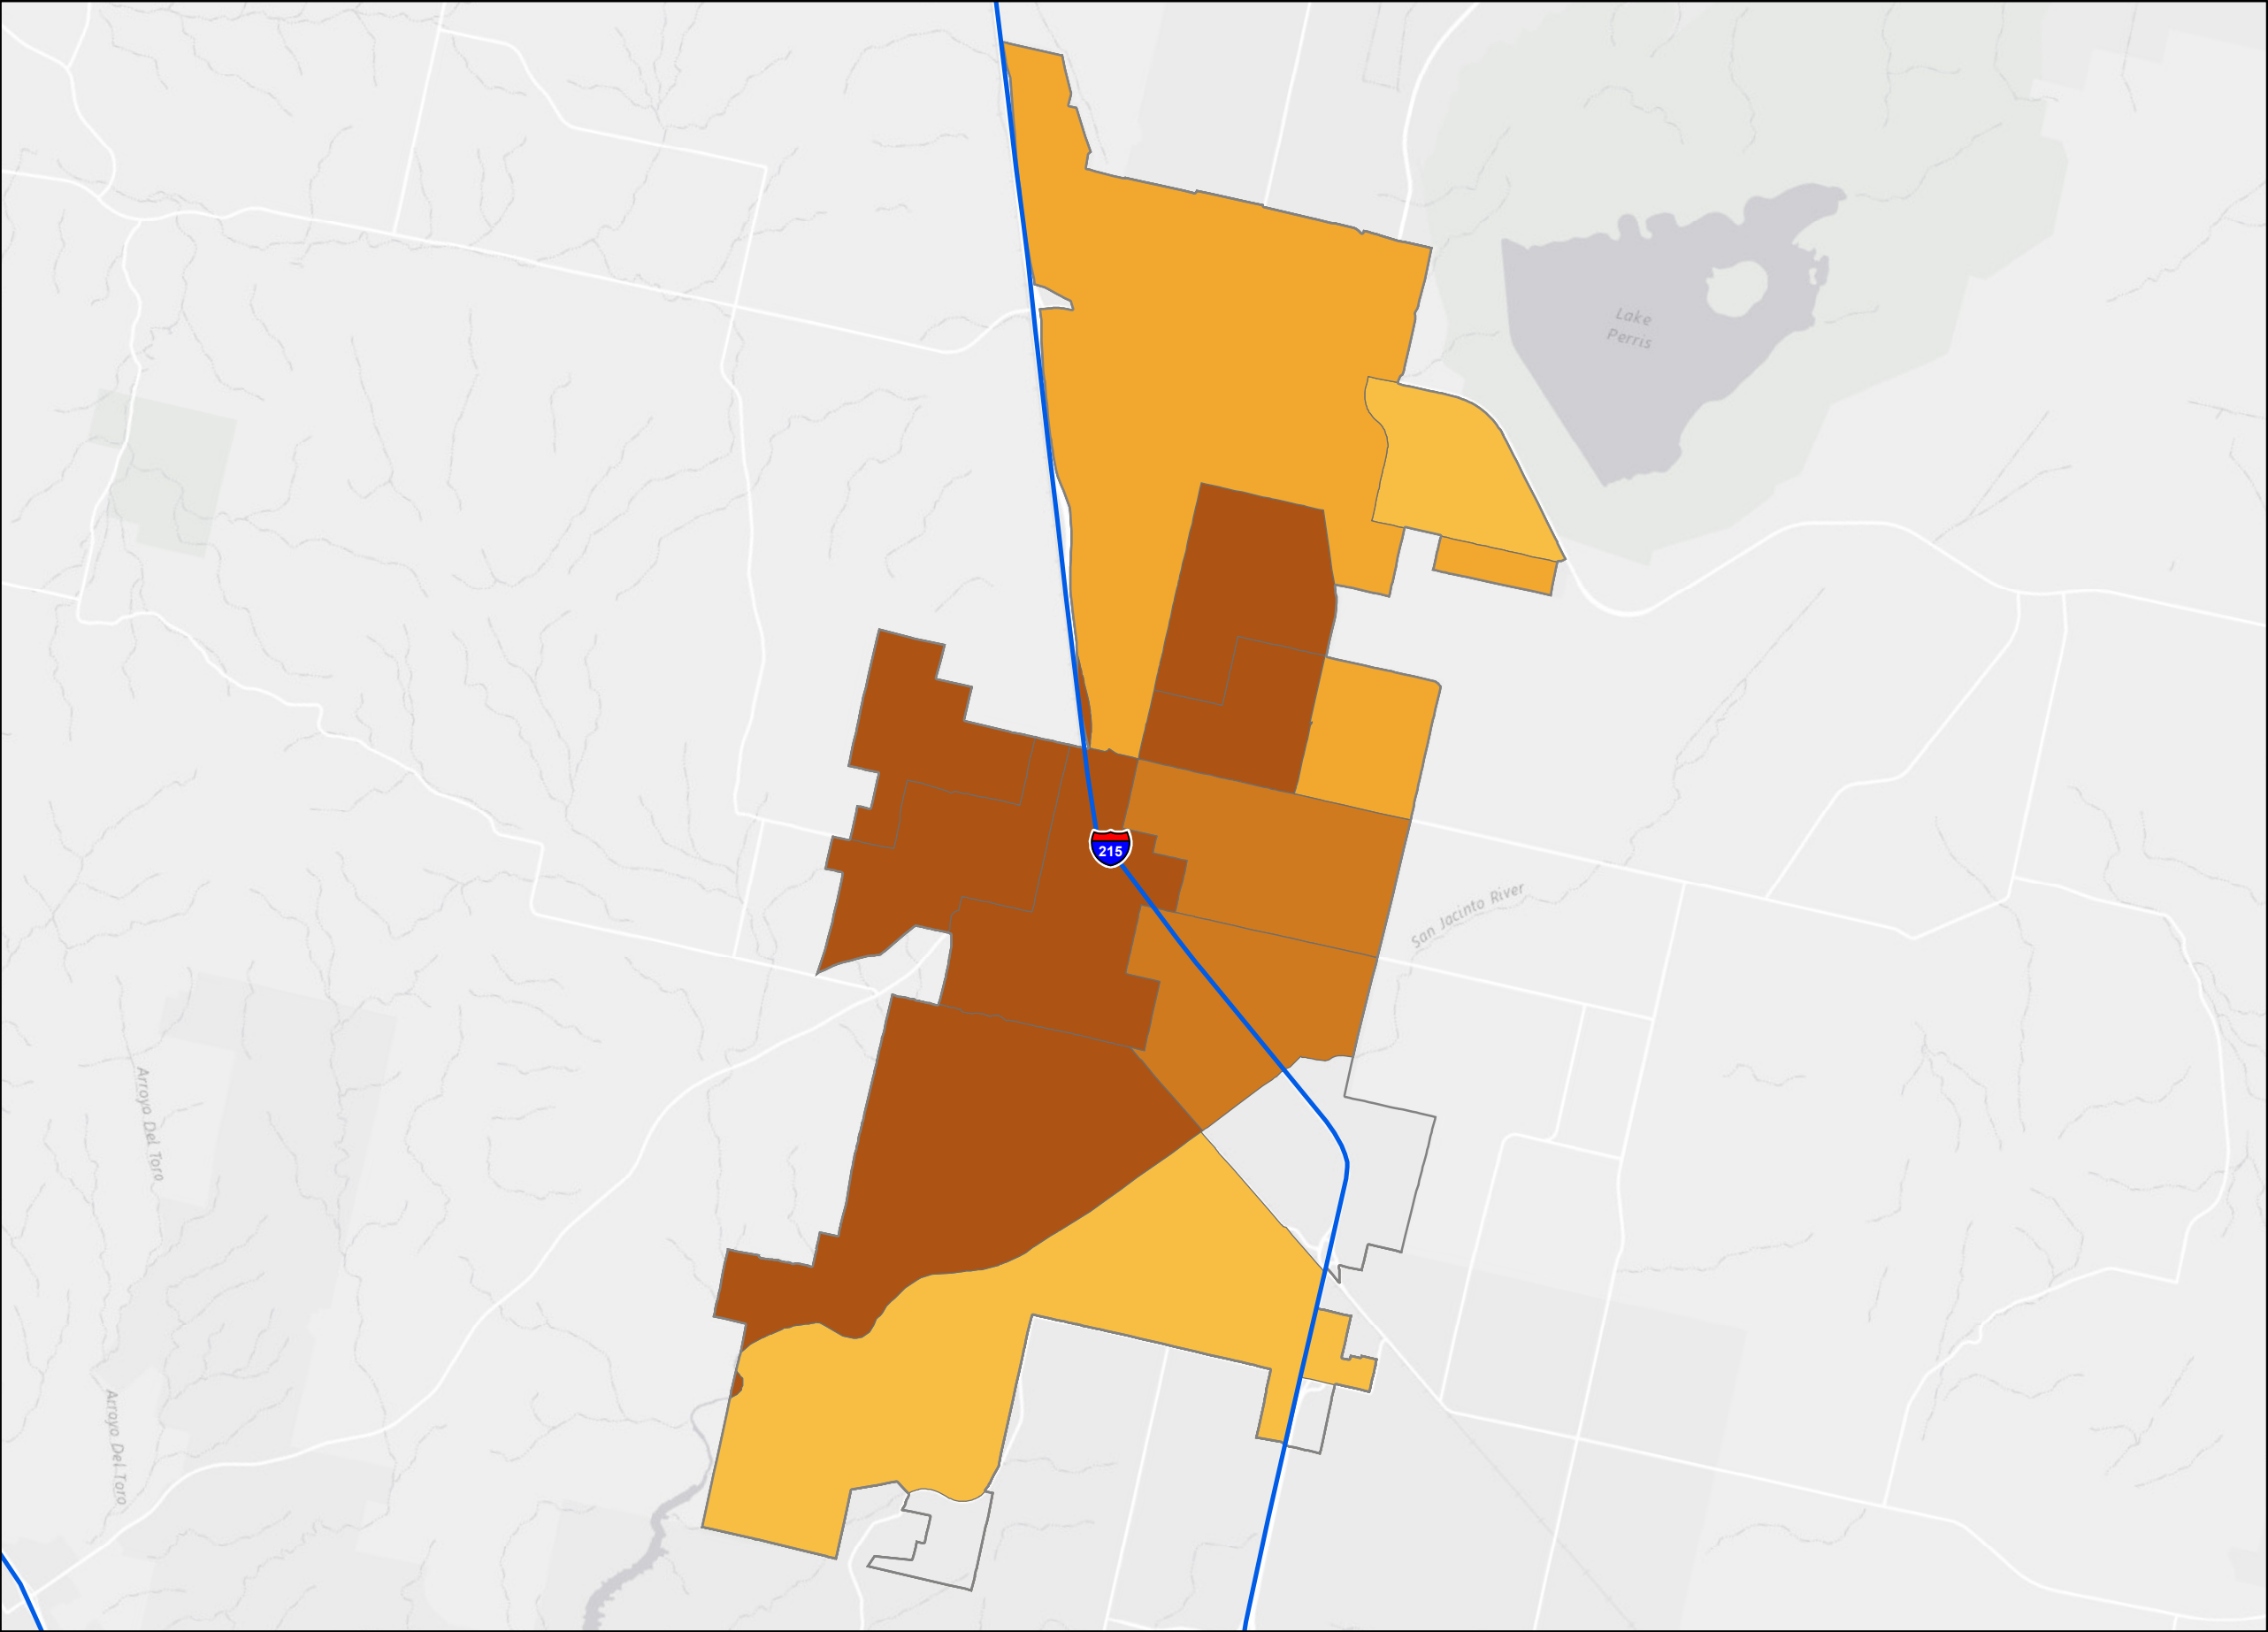 Lake
Perris
215
San Jacinto River
Arroyo Del Toro
Arroyo Del Toro